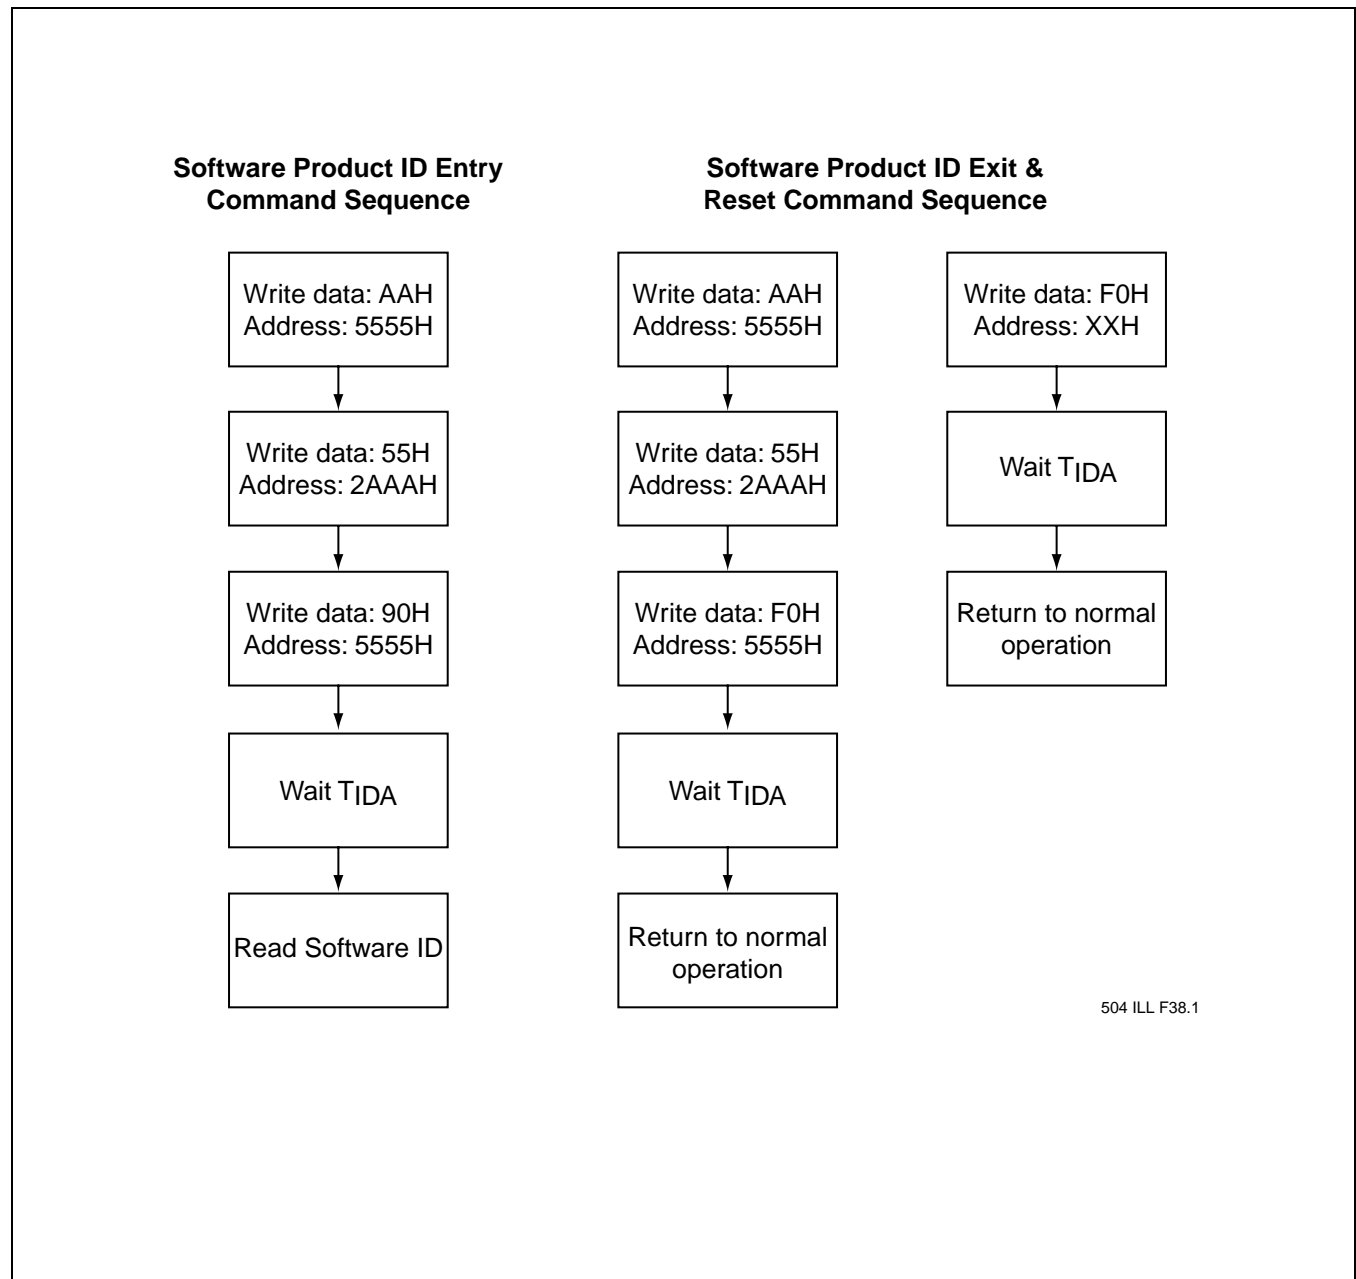 Software Product ID Entry
Command Sequence
Write data: AAH
Address: 5555H
Write data: 55H
Address: 2AAAH
Write data: 90H
Address: 5555H
Wait TIDA
Read Software ID
Software Product ID Exit &
Reset Command Sequence
Write data: AAH
Address: 5555H
Write data: 55H
Address: 2AAAH
Write data: F0H
Address: 5555H
Wait TIDA
Return to normal
operation
Write data: F0H
Address: XXH
Wait TIDA
Return to normal
operation
504 ILL F38.1